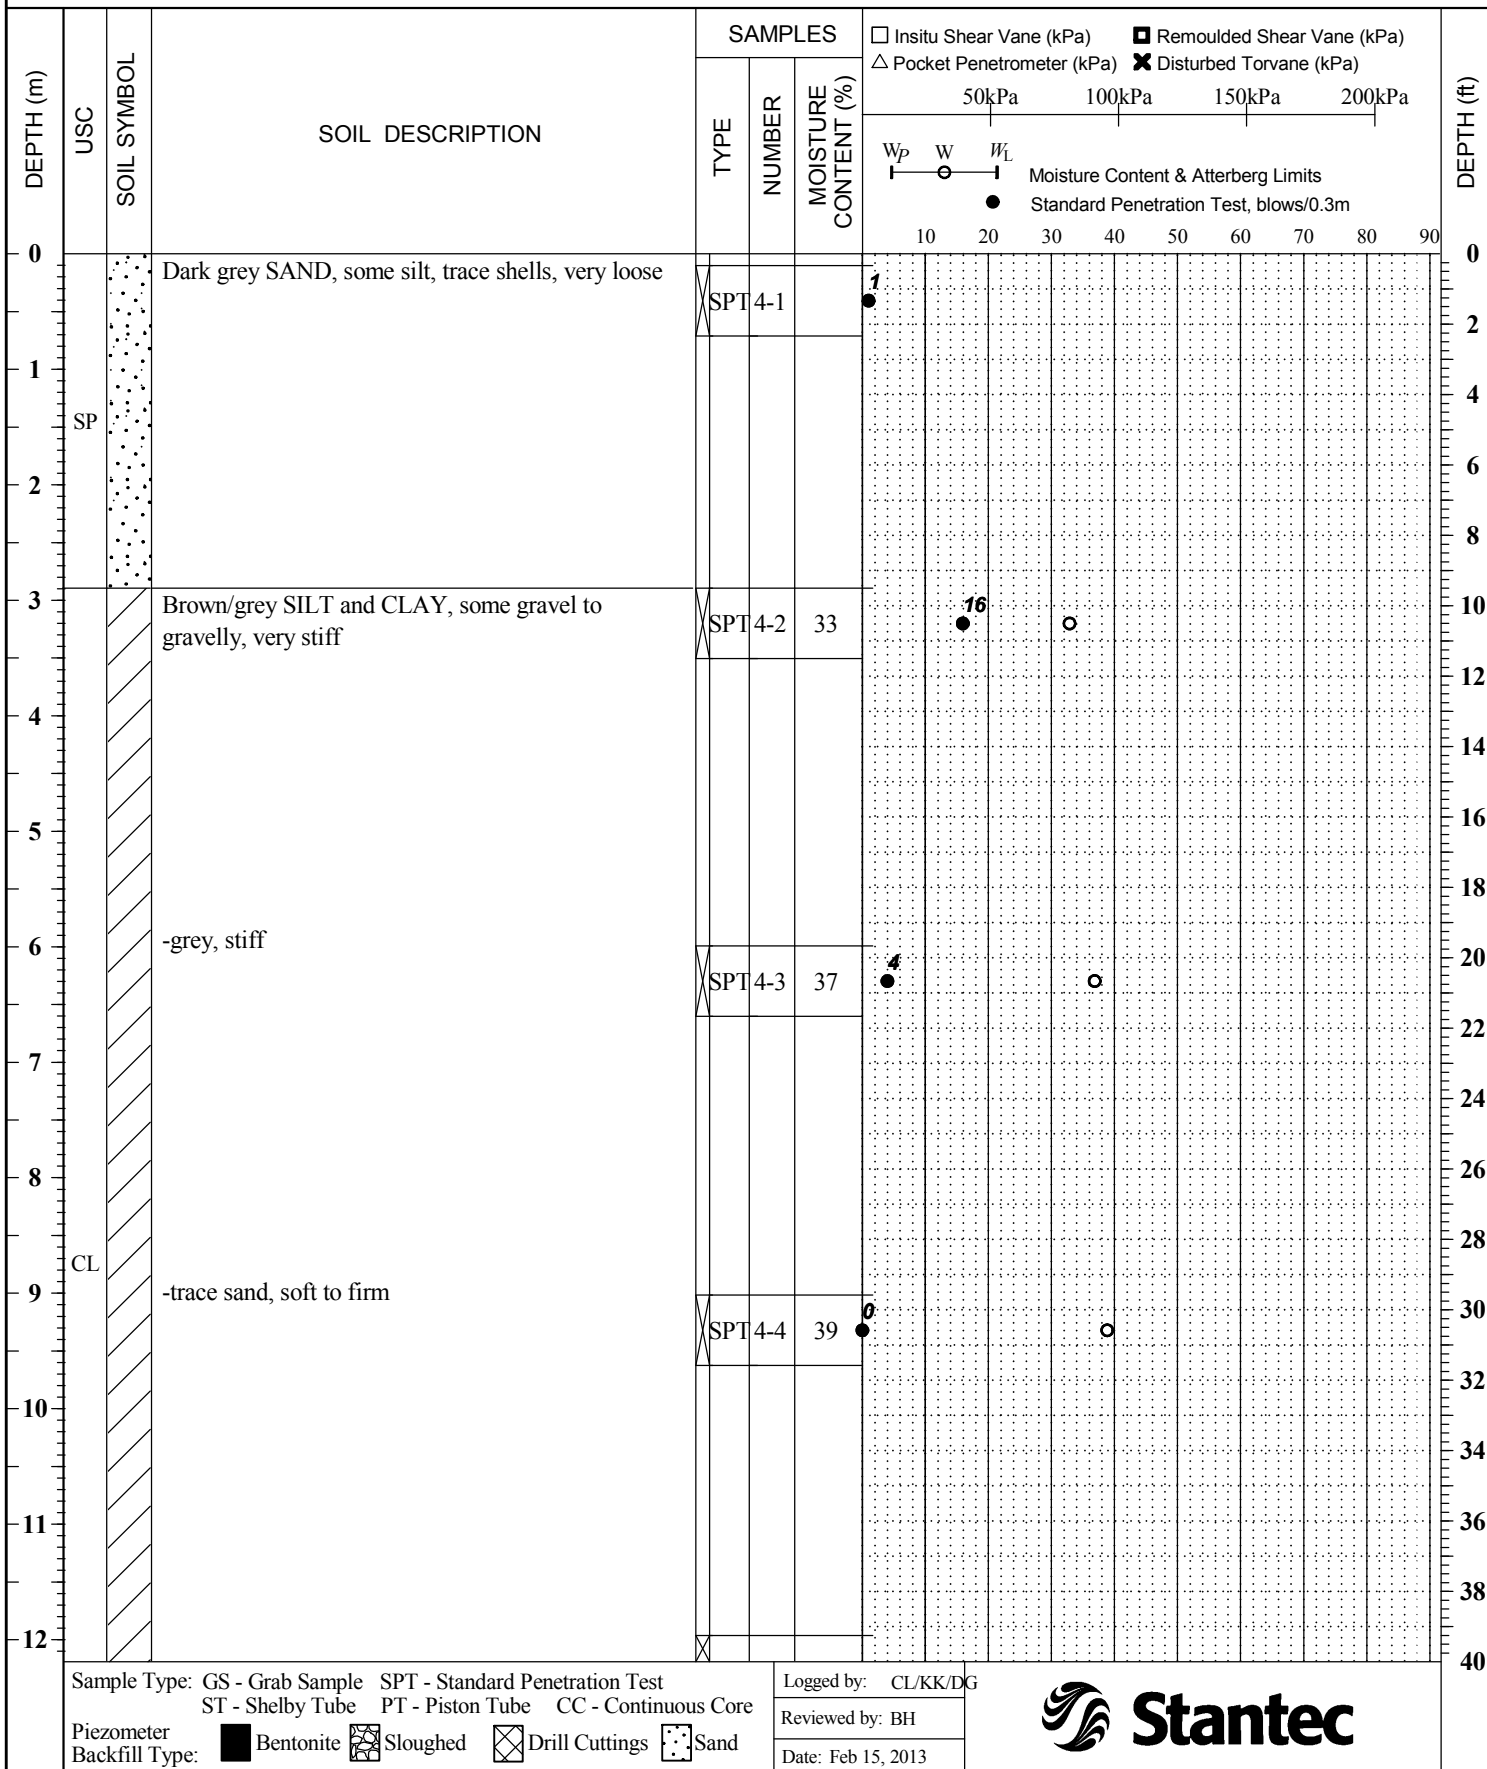 SAMPLES
Insitu Shear Vane (kPa) Remoulded Shear Vane (kPa)
Pocket Penetrometer (kPa) Disturbed Torvane (kPa)
50kPa 100kPa 150kPa 200kPa
DEPTH (m)
USC
SOIL SYMBOL
SOIL DESCRIPTION
TYPE
NUMBER
MOISTURE CONTENT (%)
DEPTH (ft)
WP W WL
Moisture Content & Atterberg Limits
Standard Penetration Test, blows/0.3m
10 20 30 40 50 60 70 80 90
0 0
Dark grey SAND, some silt, trace shells, very loose
SPT 4-1 1
2
1
4
SP
6
2
8
3 10
Brown/grey SILT and CLAY, some gravel to
gravelly, very stiff
SPT 4-2 33 16
12
4
14
16
5
18
6
-grey, stiff
20
SPT 4-3 37 4
22
7
24
26
8
28
CL
9
-trace sand, soft to firm
30
SPT 4-4 39 0
32
10
34
11
36
38
12
40
Sample Type: GS - Grab Sample SPT - Standard Penetration Test
ST - Shelby Tube PT - Piston Tube CC - Continuous Core
Piezometer
Backfill Type:
Bentonite Sloughed Drill Cuttings Sand
Logged by: CL/KK/DG
Reviewed by: BH
Date: Feb 15, 2013
Stantec